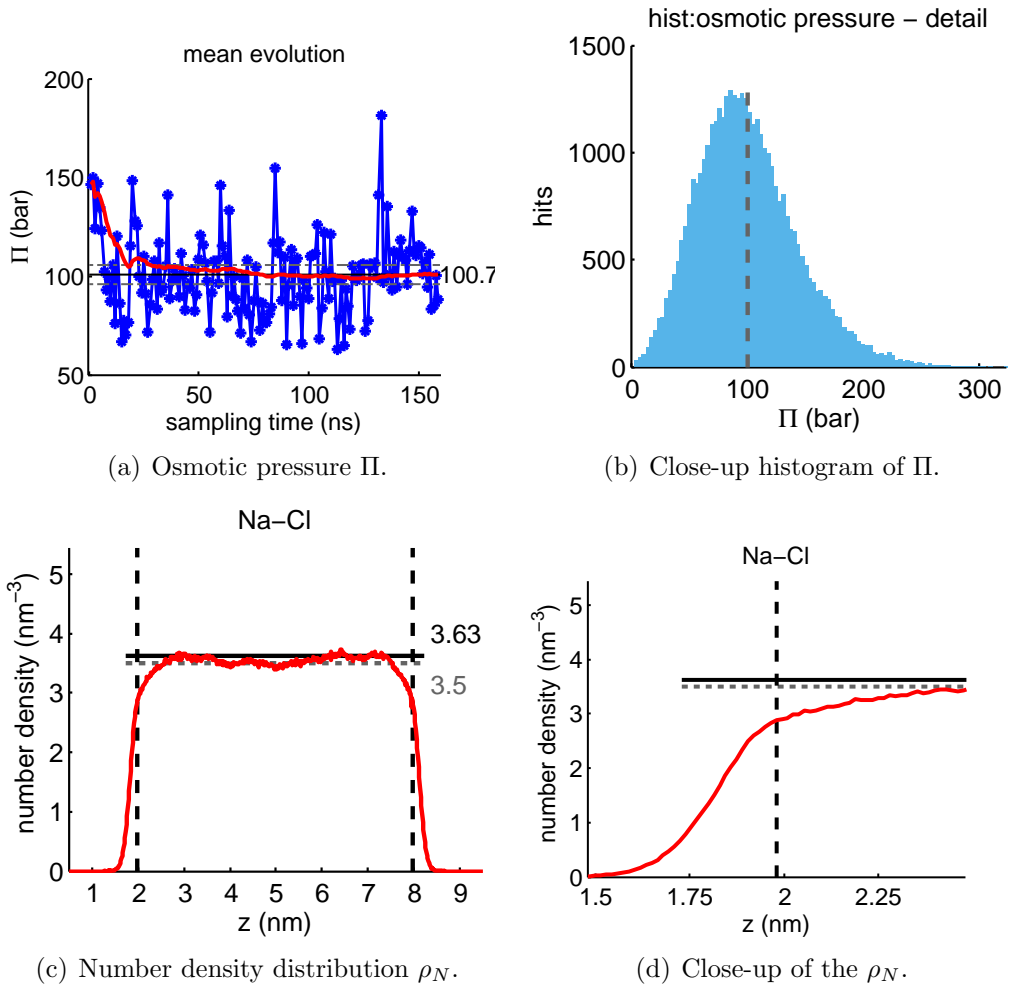 mean evolution
200
150
100
50
Π (bar)
100.7
0 50 100 150
sampling time (ns)
(a) Osmotic pressure Π.
hist:osmotic pressure − detail
1500
1000
500
0
hits
0 100 200 300
Π (bar)
(b) Close-up histogram of Π.
Na−Cl
5
4
3
2
1
0
number density (nm⁻³)
3.63
3.5
1 2 3 4 5 6 7 8 9
z (nm)
(c) Number density distribution ρ_N.
Na−Cl
5
4
3
2
1
0
number density (nm⁻³)
1.5 1.75 2 2.25
z (nm)
(d) Close-up of the ρ_N.